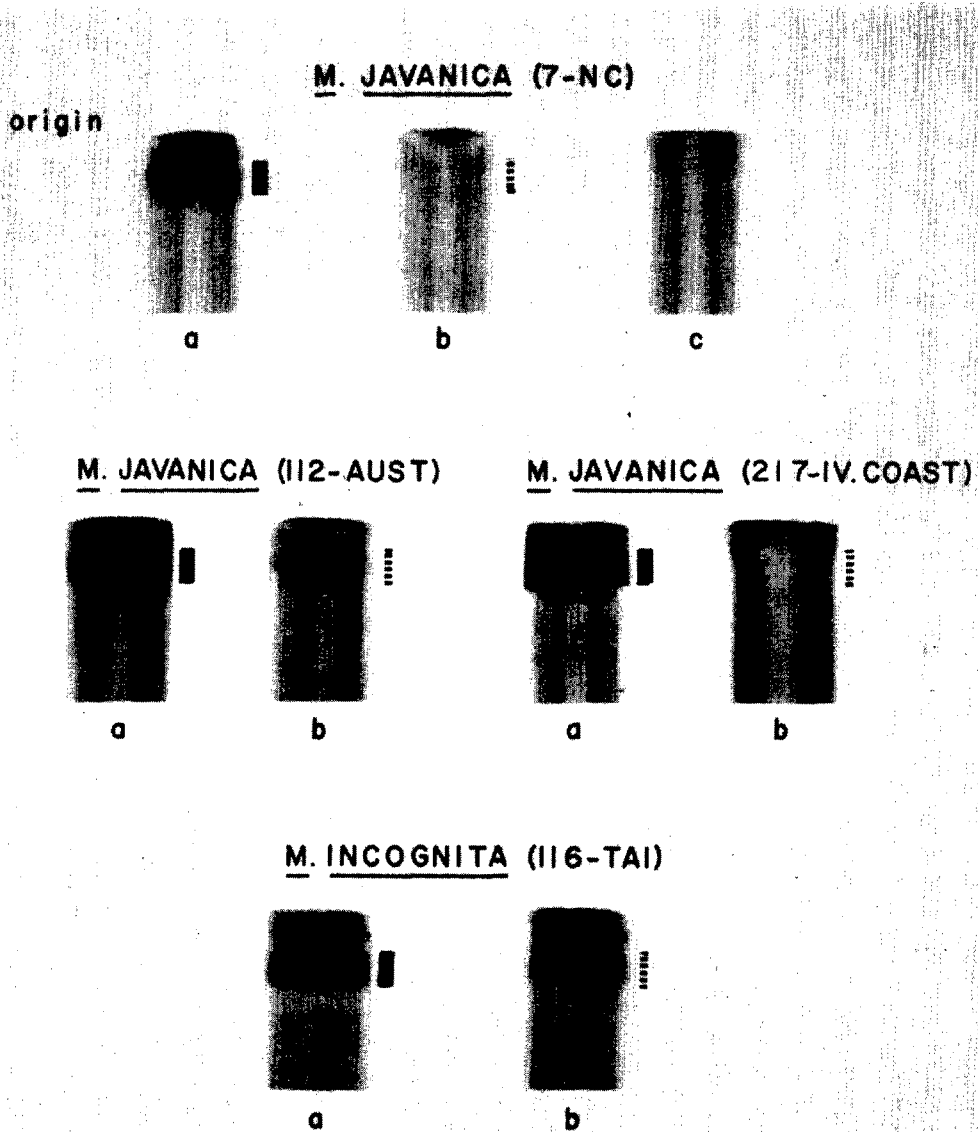 M. JAVANICA (7-NC)
origin
a b c
M. JAVANICA (112-AUST) M. JAVANICA (217-IV.COAST)
a b a b
M. INCOGNITA (116-TAI)
a b